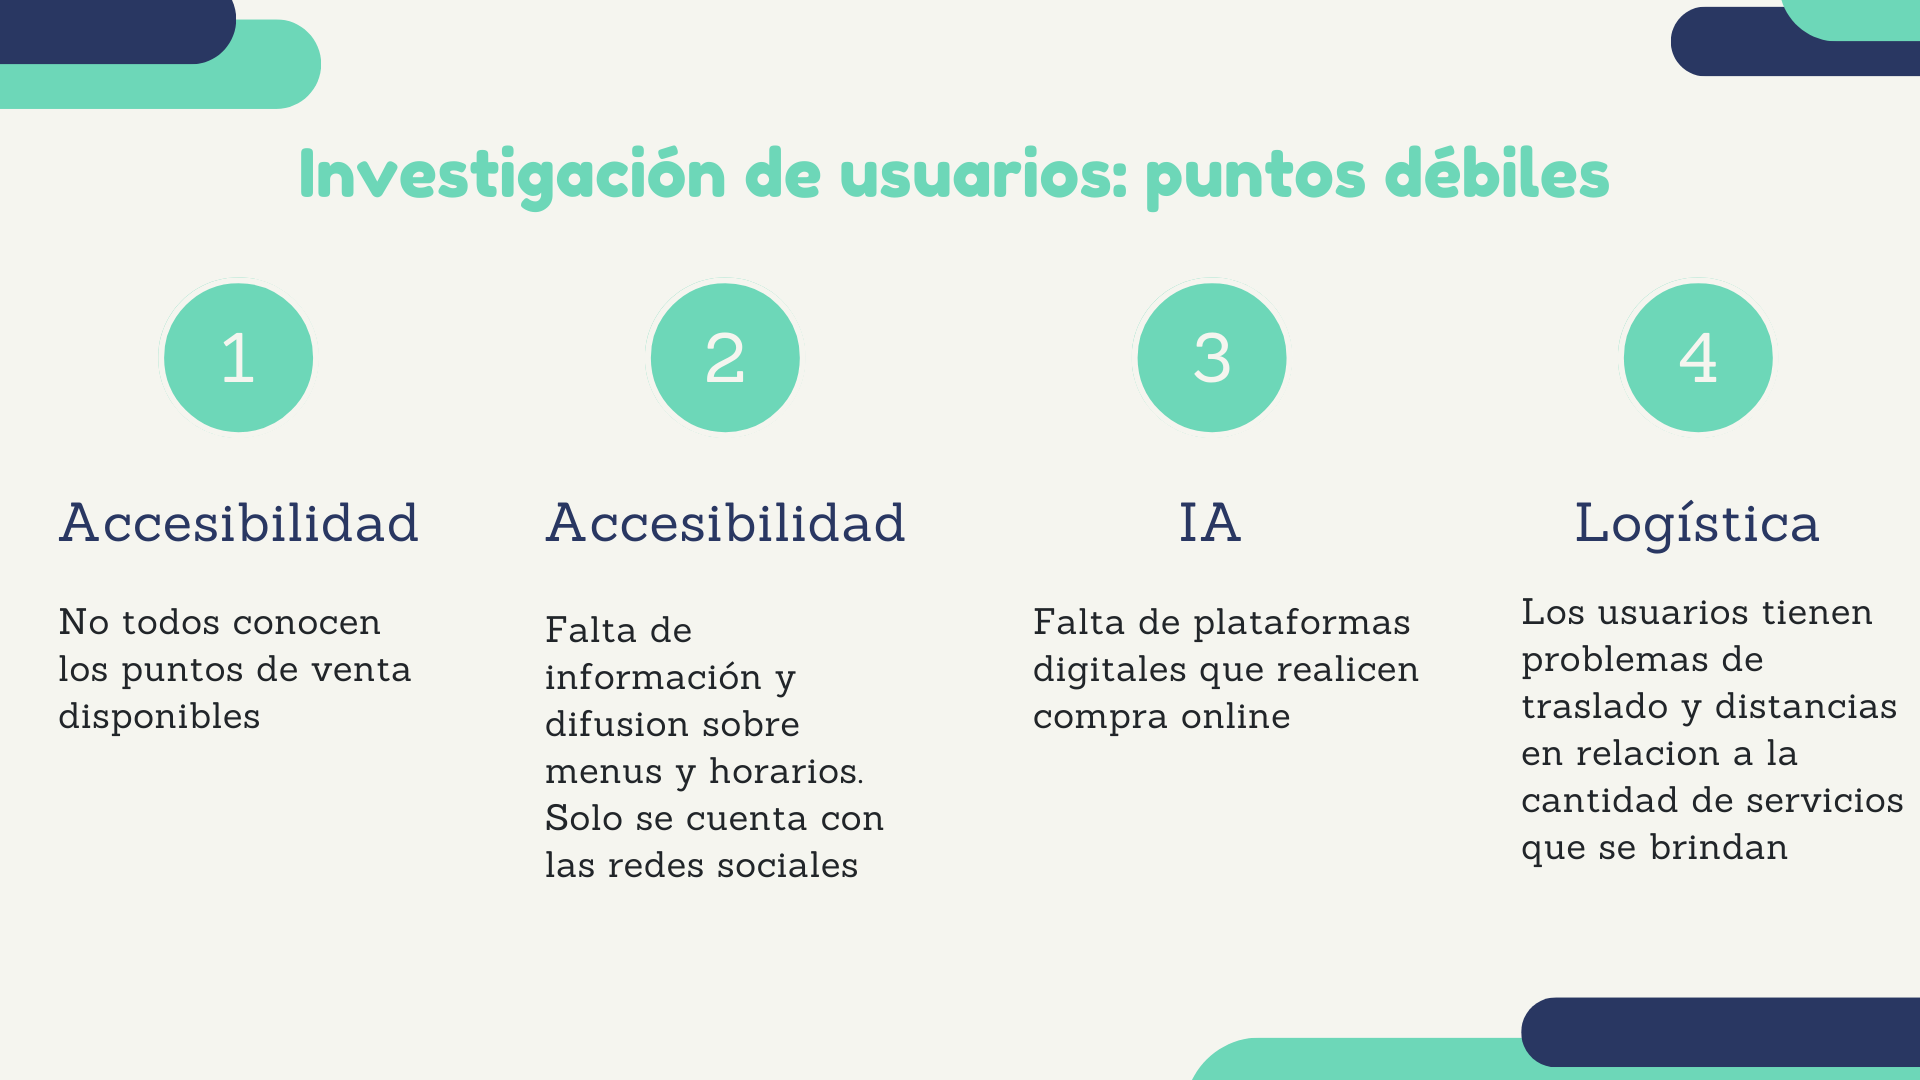 Investigación de usuarios: puntos débiles
1
Accesibilidad
No todos conocen
los puntos de venta
disponibles
2
Accesibilidad
Falta de
información y
difusion sobre
menus y horarios.
Solo se cuenta con
las redes sociales
3
IA
Falta de plataformas
digitales que realicen
compra online
4
Logística
Los usuarios tienen
problemas de
traslado y distancias
en relacion a la
cantidad de servicios
que se brindan